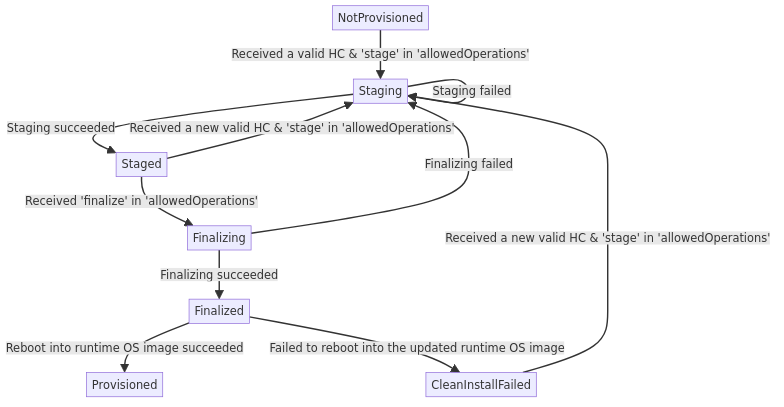 NotProvisioned
Received a valid HC & 'stage' in 'allowedOperations'
Staging
Staging failed
Staging succeeded
Received a new valid HC & 'stage' in 'allowedOperations'
Staged
Finalizing failed
Received 'finalize' in 'allowedOperations'
Finalizing
Received a new valid HC & 'stage' in 'allowedOperations'
Finalizing succeeded
Finalized
Reboot into runtime OS image succeeded
Failed to reboot into the updated runtime OS image
Provisioned
CleanInstallFailed